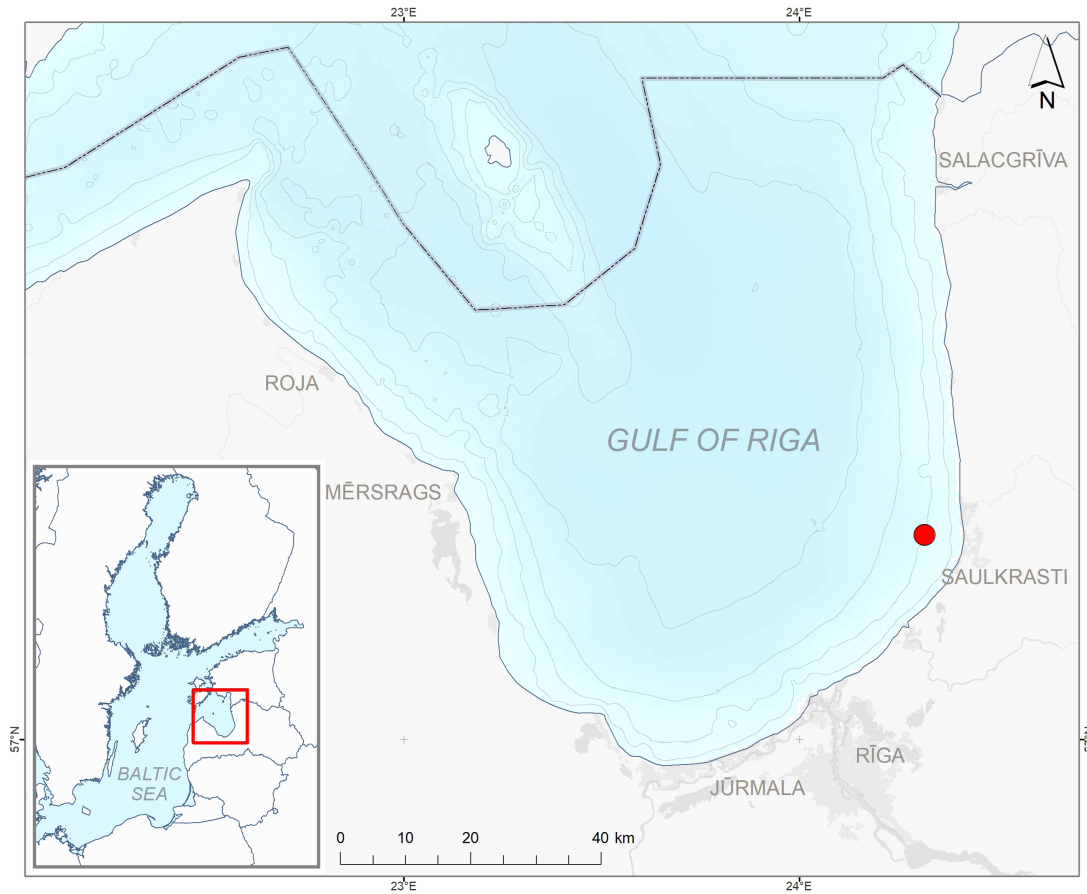 23°E
24°E
N
SALACGRĪVA
ROJA
GULF OF RIGA
MĒRSRAGS
SAULKRASTI
57°N
RĪGA
JŪRMALA
BALTIC
SEA
0 10 20 40 km
23°E
24°E